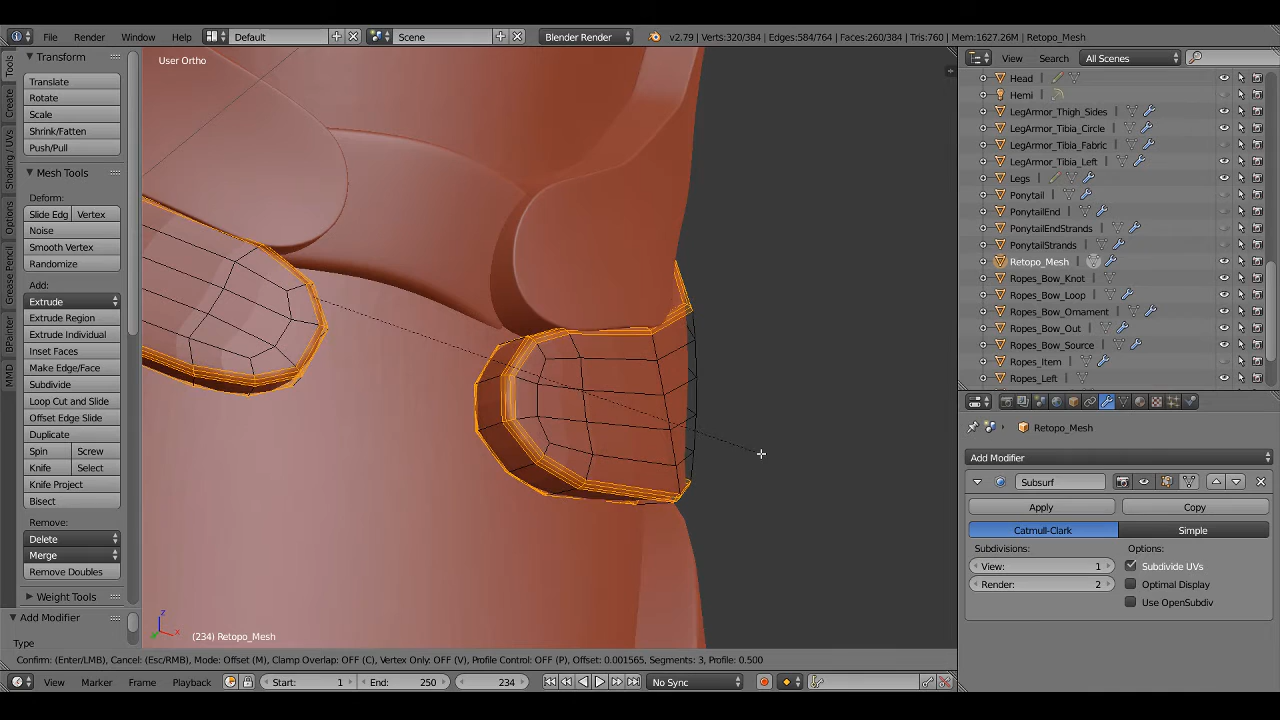 File Render Window Help Default Scene Blender Render v2.79 | Verts:320/384 | Edges:584/764 | Faces:260/384 | Tris:760 | Mem:1627.26M | Retopo_Mesh
Tools
Create
Shading / UVs
Options
Grease Pencil
BPainter
MMD
Transform
Translate
Rotate
Scale
Shrink/Fatten
Push/Pull
Mesh Tools
Deform:
Slide Edg Vertex
Noise
Smooth Vertex
Randomize
Add:
Extrude
Extrude Region
Extrude Individual
Inset Faces
Make Edge/Face
Subdivide
Loop Cut and Slide
Offset Edge Slide
Duplicate
Spin Screw
Knife Select
Knife Project
Bisect
Remove:
Delete
Merge
Remove Doubles
Weight Tools
Add Modifier
Type
User Ortho
z
x
(234) Retopo_Mesh
Confirm: (Enter/LMB), Cancel: (Esc/RMB), Mode: Offset (M), Clamp Overlap: OFF (C), Vertex Only: OFF (V), Profile Control: OFF (P), Offset: 0.001565, Segments: 3, Profile: 0.500
View Marker Frame Playback Start: 1 End: 250 234 No Sync
View Search All Scenes
Head
Hemi
LegArmor_Thigh_Sides
LegArmor_Tibia_Circle
LegArmor_Tibia_Fabric
LegArmor_Tibia_Left
Legs
Ponytail
PonytailEnd
PonytailEndStrands
PonytailStrands
Retopo_Mesh
Ropes_Bow_Knot
Ropes_Bow_Loop
Ropes_Bow_Ornament
Ropes_Bow_Out
Ropes_Bow_Source
Ropes_Item
Ropes_Left
Retopo_Mesh
Add Modifier
Subsurf
Apply Copy
Catmull-Clark Simple
Subdivisions: Options:
View: 1 Subdivide UVs
Render: 2 Optimal Display
Use OpenSubdiv